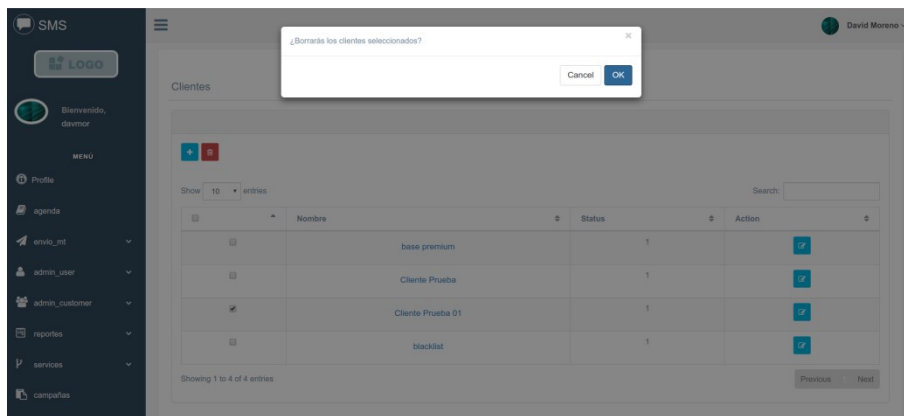 SMS
David Moreno
LOGO
Bienvenido,
davmor
MENÚ
Profile
agenda
envio_mt
admin_user
admin_customer
reportes
services
campañas
¿Borrarás los clientes seleccionados?
×
Cancel OK
Clientes
Show 10 entries
Search:
Nombre Status Action
base premium 1
Cliente Prueba 1
Cliente Prueba 01 1
blacklist 1
Showing 1 to 4 of 4 entries
Previous Next